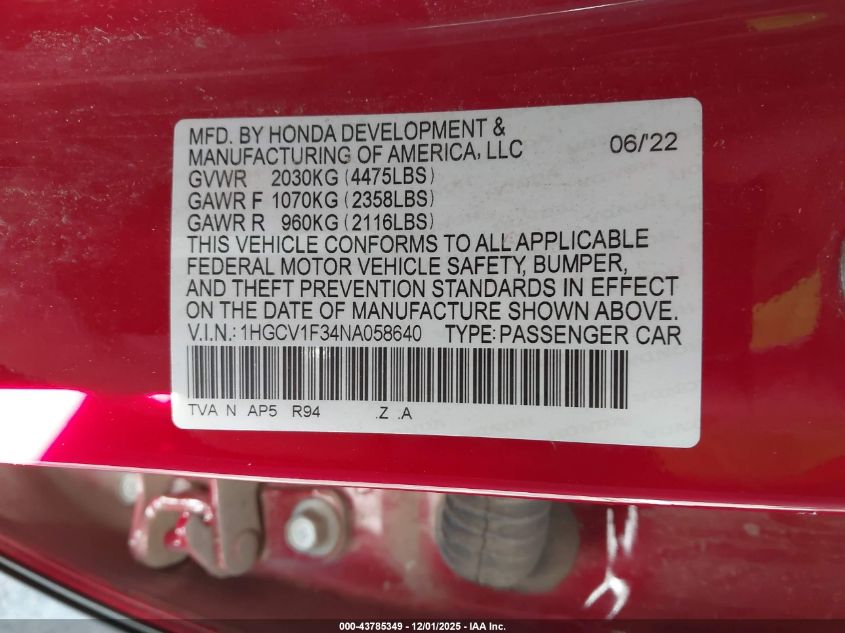 MFD. BY HONDA DEVELOPMENT &
MANUFACTURING OF AMERICA, LLC 06/'22
GVWR 2030KG (4475LBS)
GAWR F 1070KG (2358LBS)
GAWR R 960KG (2116LBS)
THIS VEHICLE CONFORMS TO ALL APPLICABLE
FEDERAL MOTOR VEHICLE SAFETY, BUMPER,
AND THEFT PREVENTION STANDARDS IN EFFECT
ON THE DATE OF MANUFACTURE SHOWN ABOVE.
V.I.N.: 1HGCV1F34NA058640 TYPE: PASSENGER CAR
TVA N AP5 R94 .Z .A
000-43785349 - 12/01/2025 - IAA Inc.